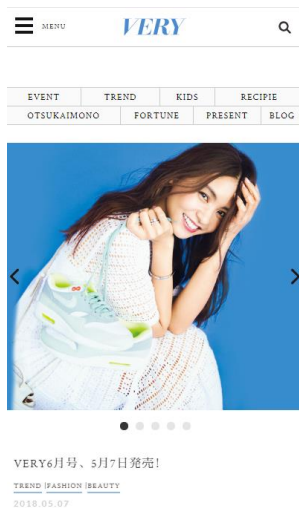 MENU
VERY
EVENT
TREND
KIDS
RECIPIE
OTSUKAIMONO
FORTUNE
PRESENT
BLOG
VERY6月号、5月7日発売!
TREND |FASHION |BEAUTY
2018.05.07